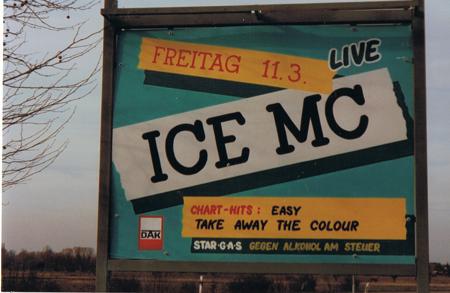 FREITAG 11.3. LIVE
ICE MC
CHART-HITS: EASY
TAKE AWAY THE COLOUR
DAK
STAR·G·A·S GEGEN ALKOHOL AM STEUER